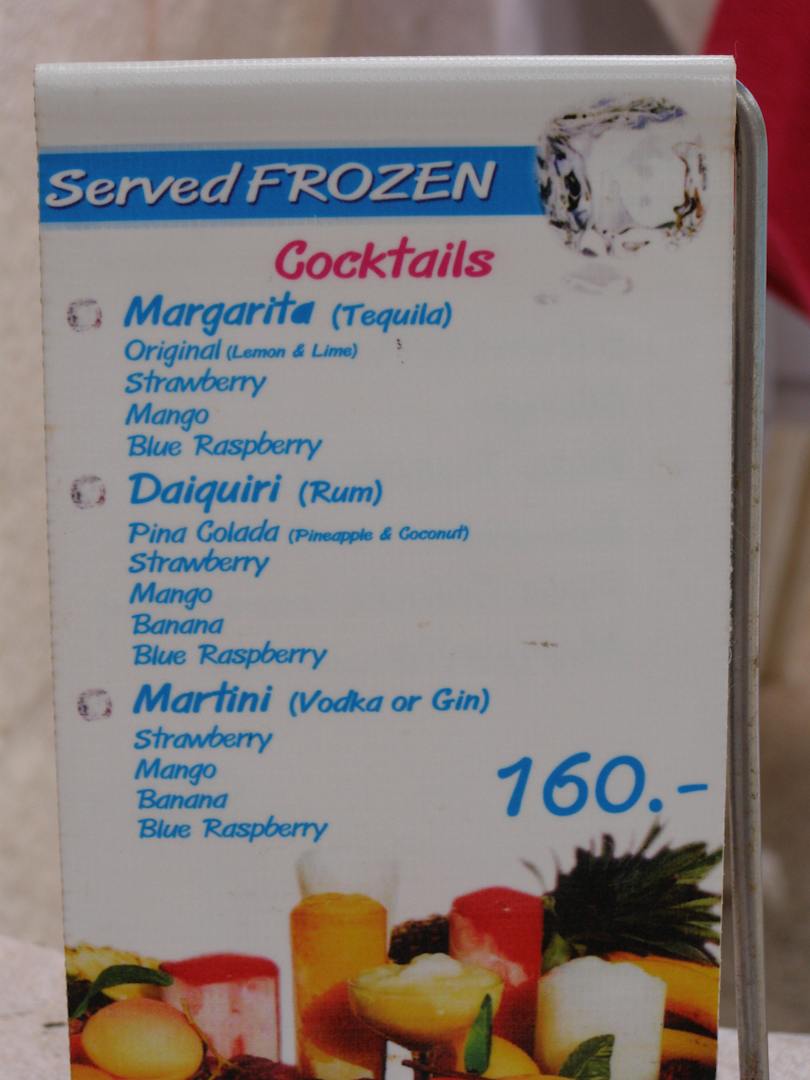 Served FROZEN
Cocktails
Margarita (Tequila)
Original (Lemon & Lime)
Strawberry
Mango
Blue Raspberry
Daiquiri (Rum)
Pina Colada (Pineapple & Coconut)
Strawberry
Mango
Banana
Blue Raspberry
Martini (Vodka or Gin)
Strawberry
Mango
Banana
Blue Raspberry
160.-